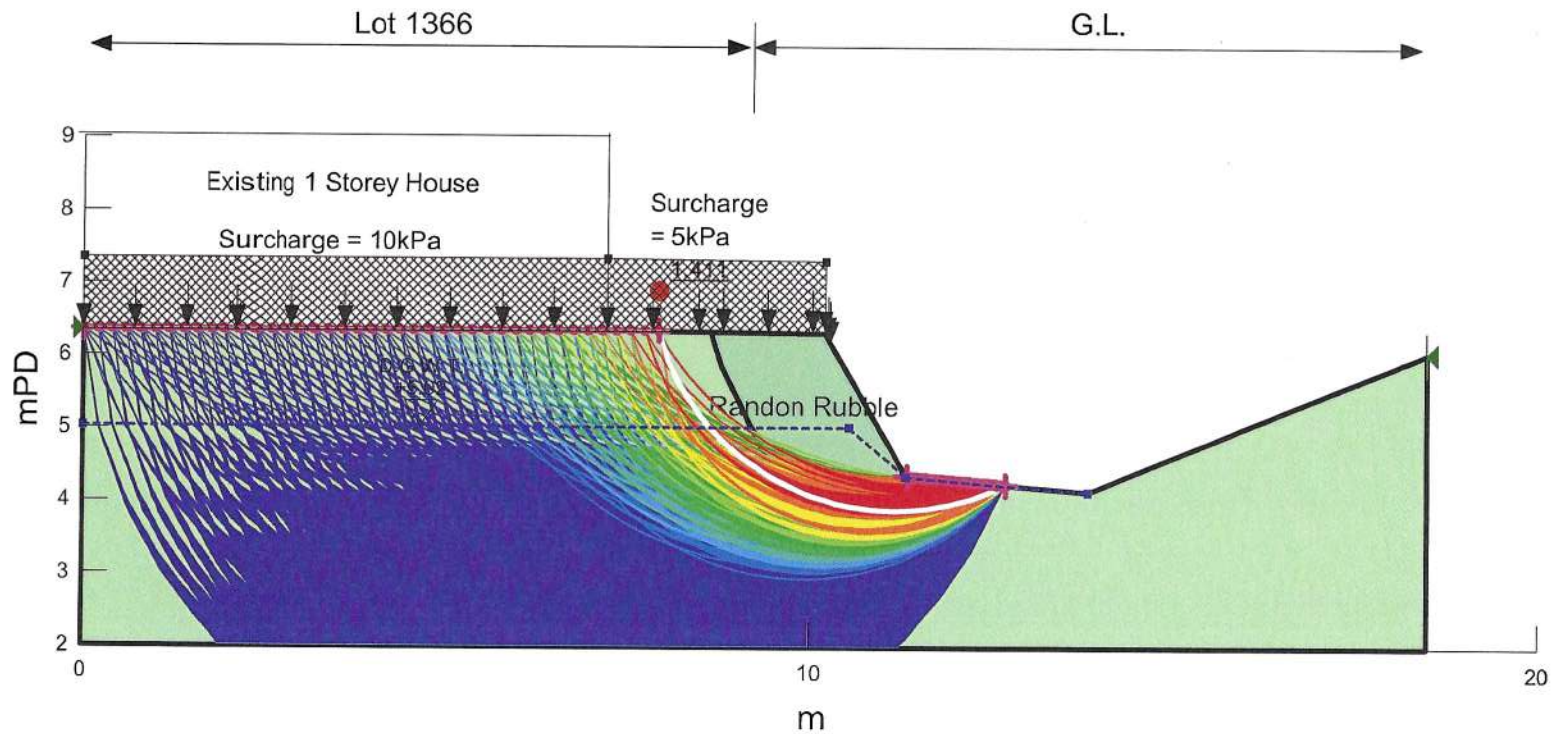 Lot 1366
G.L.
9
8
7
6
5
4
3
2
mPD
Existing 1 Storey House
Surcharge = 10kPa
Surcharge
= 5kPa
1.411
D.G.W.T.
Randon Rubble
0
10
20
m